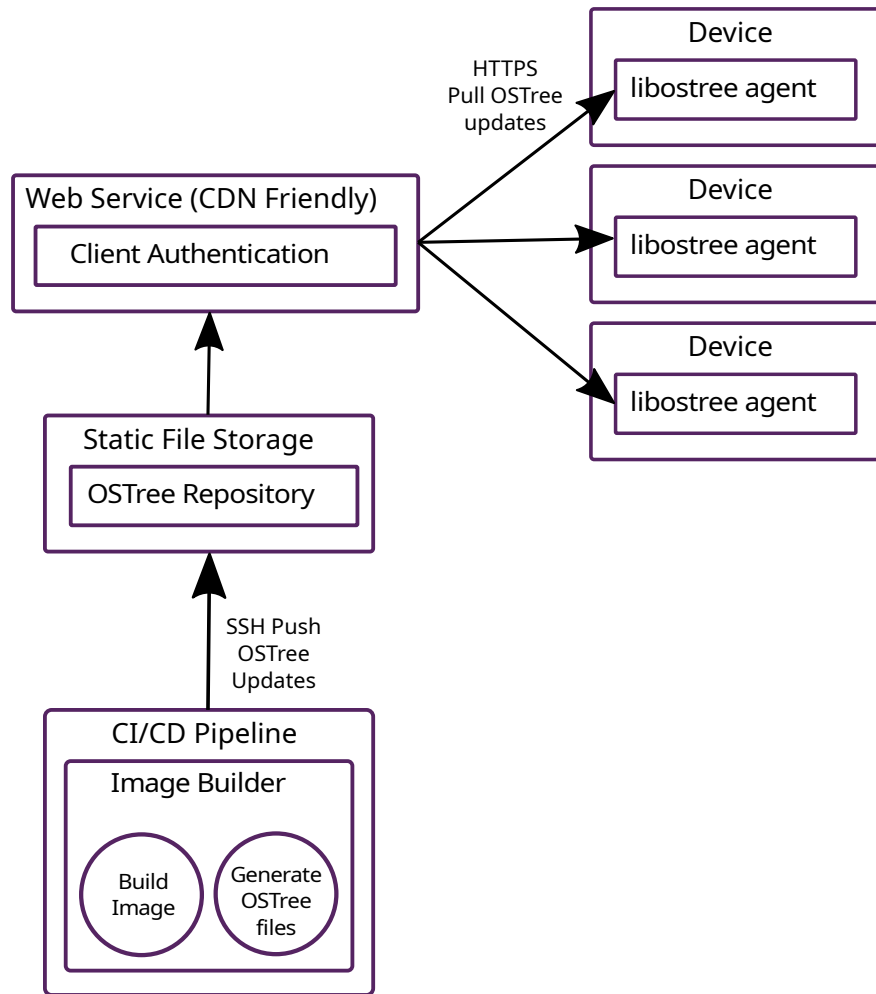 Device
libostree agent
HTTPS
Pull OSTree
updates
Device
libostree agent
Device
libostree agent
Web Service (CDN Friendly)
Client Authentication
Static File Storage
OSTree Repository
SSH Push
OSTree
Updates
CI/CD Pipeline
Image Builder
Build
Image
Generate
OSTree
files